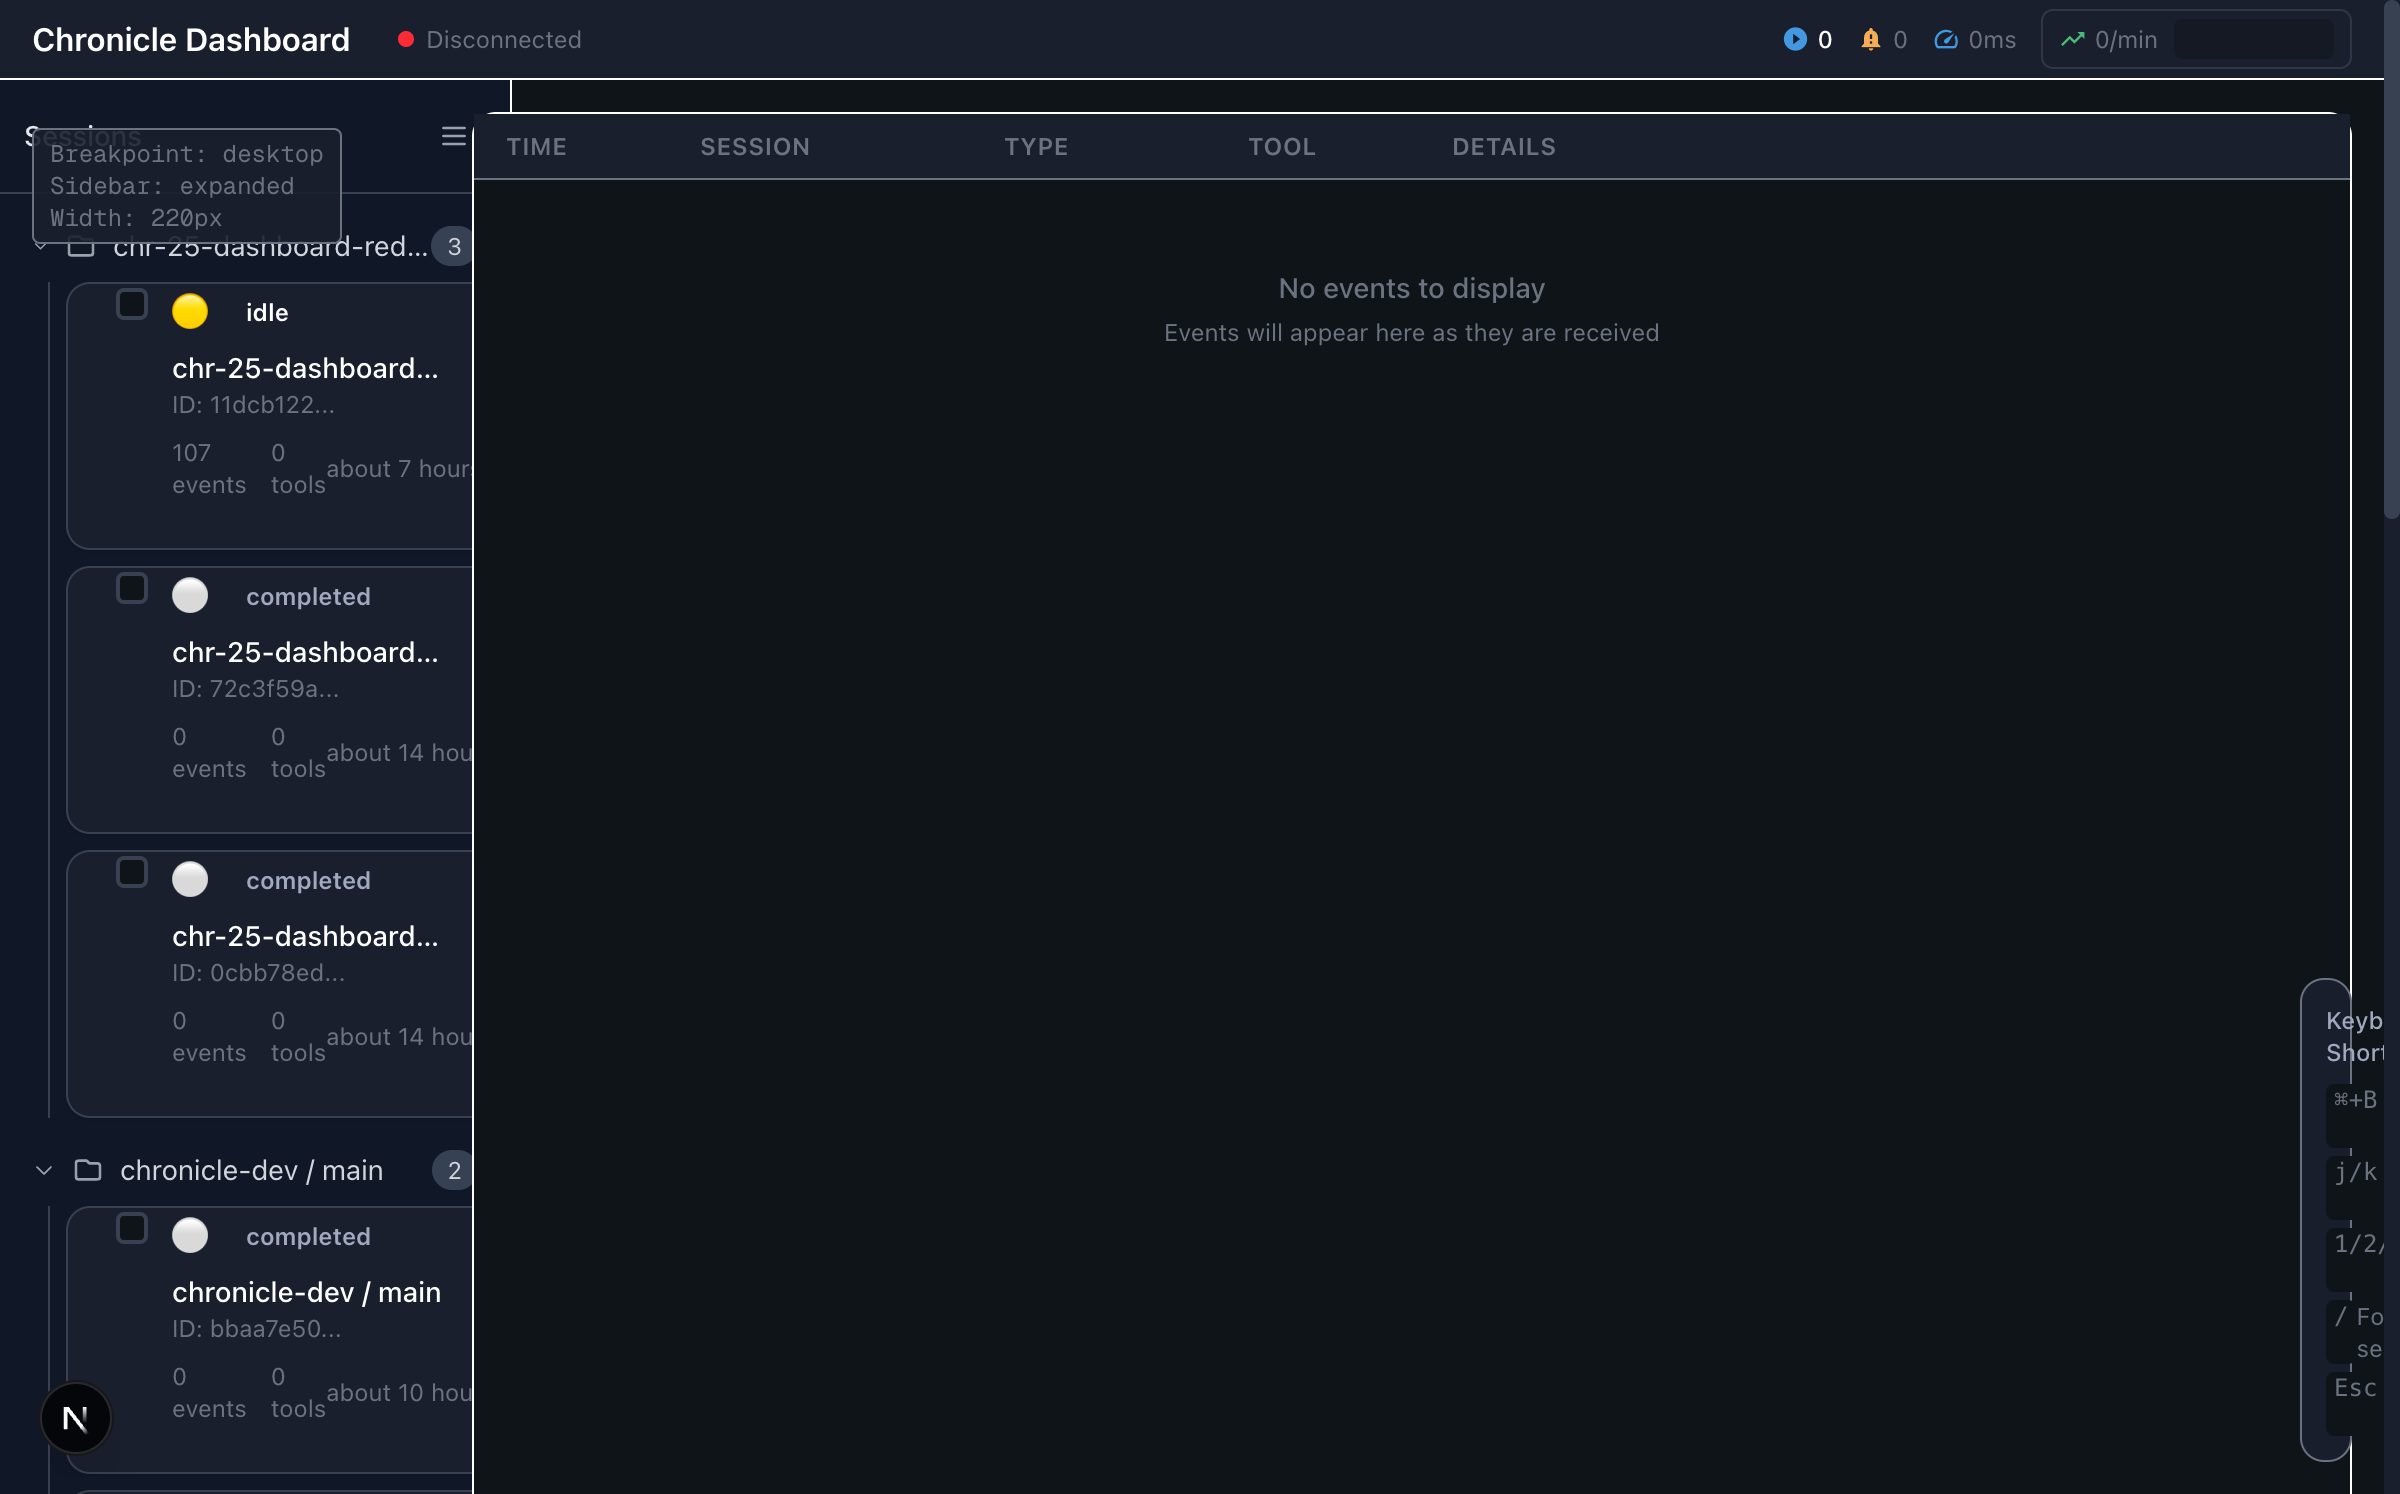 Chronicle Dashboard
Disconnected
0
0
0ms
0/min
Sessions
Breakpoint: desktop
Sidebar: expanded
Width: 220px
TIME SESSION TYPE TOOL DETAILS
No events to display
Events will appear here as they are received
chr-25-dashboard-red... 3
idle
chr-25-dashboard...
ID: 11dcb122...
107 events
0 tools
about 7 hours
completed
chr-25-dashboard...
ID: 72c3f59a...
0 events
0 tools
about 14 hou
completed
chr-25-dashboard...
ID: 0cbb78ed...
0 events
0 tools
about 14 hou
chronicle-dev / main 2
completed
chronicle-dev / main
ID: bbaa7e50...
0 events
0 tools
about 10 hou
N
Keyb
Short
⌘+B
j/k
1/2/
/ Fo
se
Esc